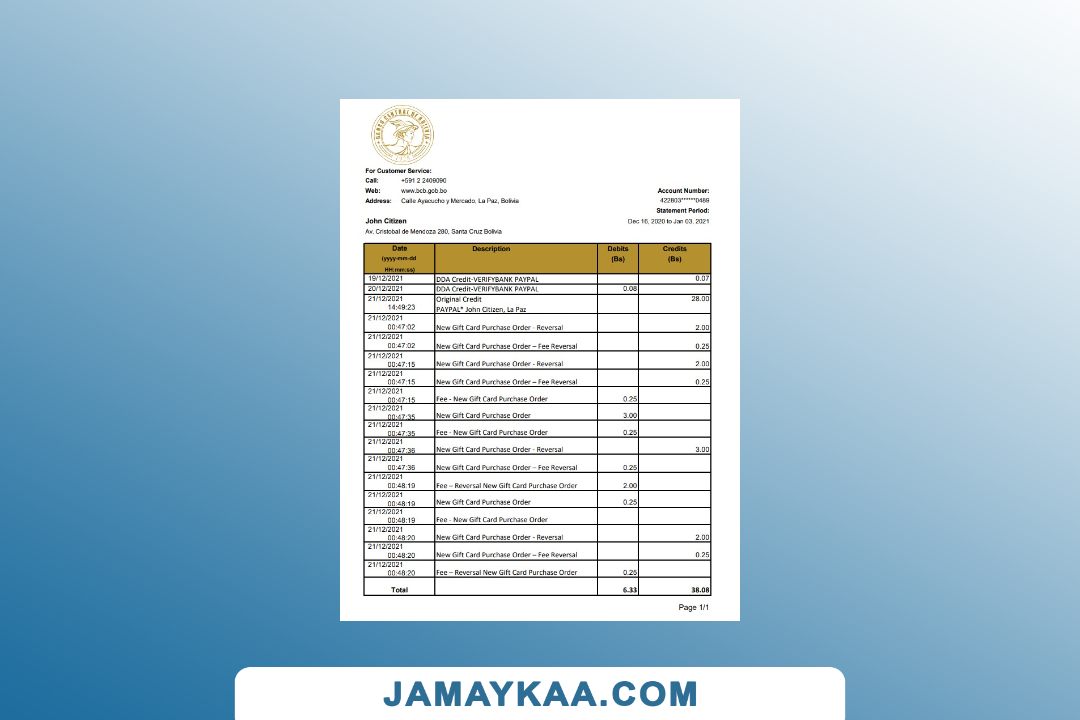 BANCO CENTRAL DE BOLIVIA
For Customer Service:
Call: +591 2 2409090
Web: www.bcb.gob.bo
Address: Calle Ayacucho y Mercado, La Paz, Bolivia
Account Number:
422803******0489
Statement Period:
Dec 16, 2020 to Jan 03, 2021
John Citizen
Av. Cristobal de Mendoza 280, Santa Cruz Bolivia
Date (yyyy-mm-dd HH:mm:ss) Description Debits (Bs) Credits (Bs)
19/12/2021 DDA Credit-VERIFYBANK PAYPAL 0.07
20/12/2021 DDA Credit-VERIFYBANK PAYPAL 0.08
21/12/2021 Original Credit 28.00
14:49:23 PAYPAL* John Citizen, La Paz
21/12/2021
00:47:02 New Gift Card Purchase Order - Reversal 2.00
21/12/2021
00:47:02 New Gift Card Purchase Order – Fee Reversal 0.25
21/12/2021
00:47:15 New Gift Card Purchase Order - Reversal 2.00
21/12/2021
00:47:15 New Gift Card Purchase Order – Fee Reversal 0.25
21/12/2021
00:47:15 Fee - New Gift Card Purchase Order 0.25
21/12/2021
00:47:35 New Gift Card Purchase Order 3.00
21/12/2021
00:47:35 Fee - New Gift Card Purchase Order 0.25
21/12/2021
00:47:36 New Gift Card Purchase Order - Reversal 3.00
21/12/2021
00:47:36 New Gift Card Purchase Order – Fee Reversal 0.25
21/12/2021
00:48:19 Fee – Reversal New Gift Card Purchase Order 2.00
21/12/2021
00:48:19 New Gift Card Purchase Order 0.25
21/12/2021
00:48:19 Fee - New Gift Card Purchase Order
21/12/2021
00:48:20 New Gift Card Purchase Order - Reversal 2.00
21/12/2021
00:48:20 New Gift Card Purchase Order – Fee Reversal 0.25
21/12/2021
00:48:20 Fee – Reversal New Gift Card Purchase Order 0.25
Total 6.33 38.08
Page 1/1
JAMAYKAA.COM